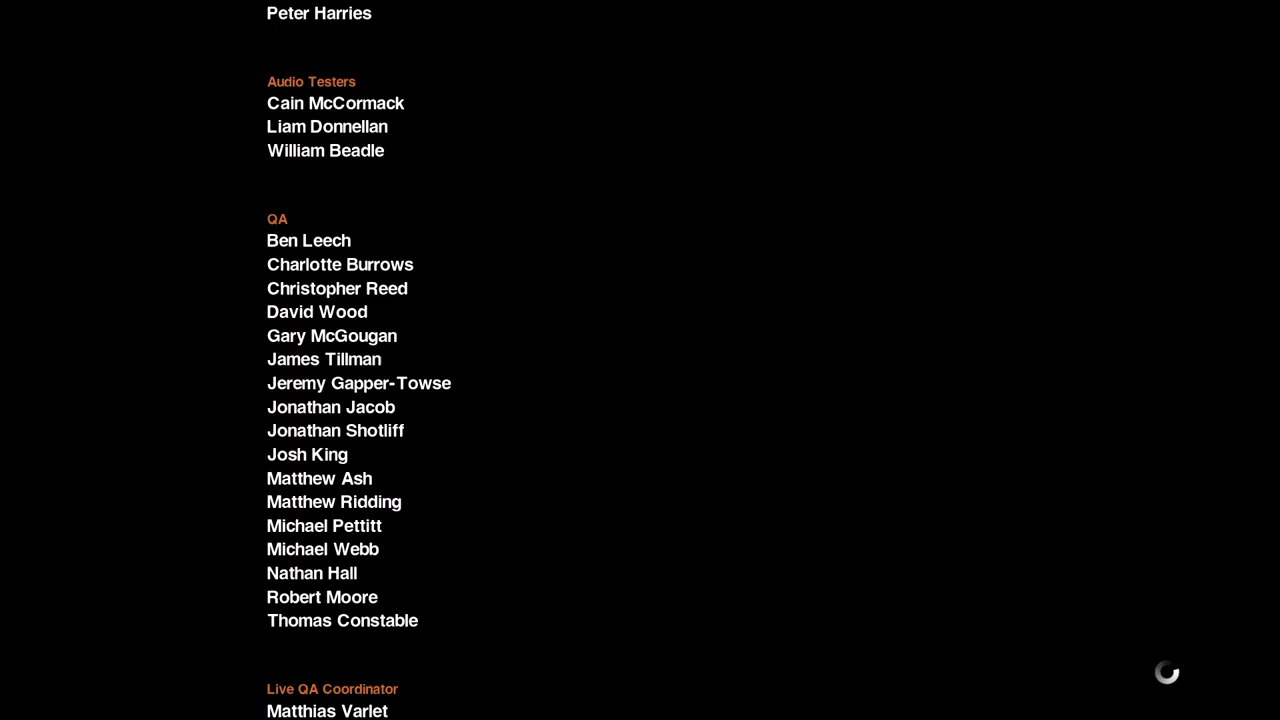 Peter Harries
Audio Testers
Cain McCormack
Liam Donnellan
William Beadle
QA
Ben Leech
Charlotte Burrows
Christopher Reed
David Wood
Gary McGougan
James Tillman
Jeremy Gapper-Towse
Jonathan Jacob
Jonathan Shotliff
Josh King
Matthew Ash
Matthew Ridding
Michael Pettitt
Michael Webb
Nathan Hall
Robert Moore
Thomas Constable
Live QA Coordinator
Matthias Varlet